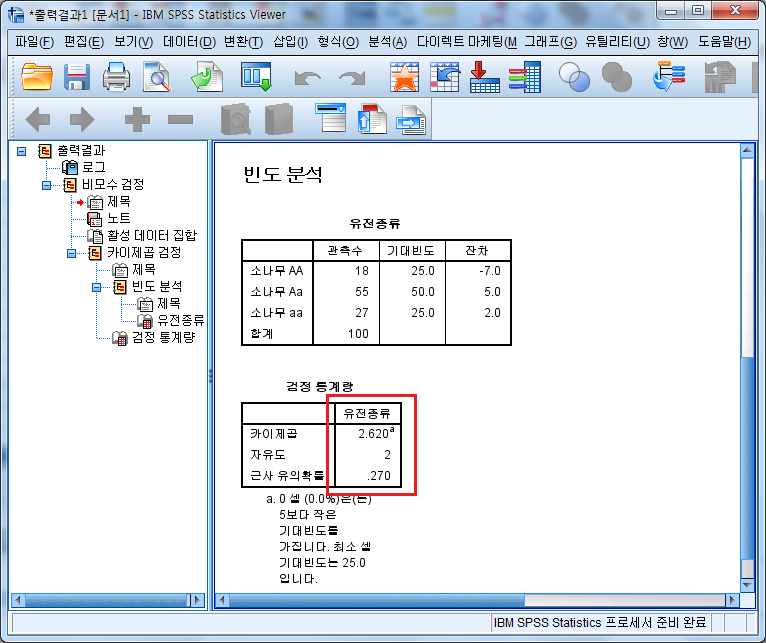 *출력결과1 [문서1] - IBM SPSS Statistics Viewer
파일(F) 편집(E) 보기(V) 데이터(D) 변환(T) 삽입(I) 형식(O) 분석(A) 다이렉트 마케팅(M 그래프(G) 유틸리티(U) 창(W) 도움말(H)
출력결과
로그
비모수 검정
제목
노트
활성 데이터 집합
카이제곱 검정
제목
빈도 분석
제목
유전종류
검정 통계량
빈도 분석
유전종류
관측수 기대빈도 잔차
소나무 AA 18 25.0 -7.0
소나무 Aa 55 50.0 5.0
소나무 aa 27 25.0 2.0
합계 100
검정 통계량
유전종류
카이제곱 2.620a
자유도 2
근사 유의확률 .270
a. 0 셀 (0.0%)은(는)
5보다 작은
기대빈도를
가집니다. 최소 셀
기대빈도는 25.0
입니다.
IBM SPSS Statistics 프로세서 준비 완료